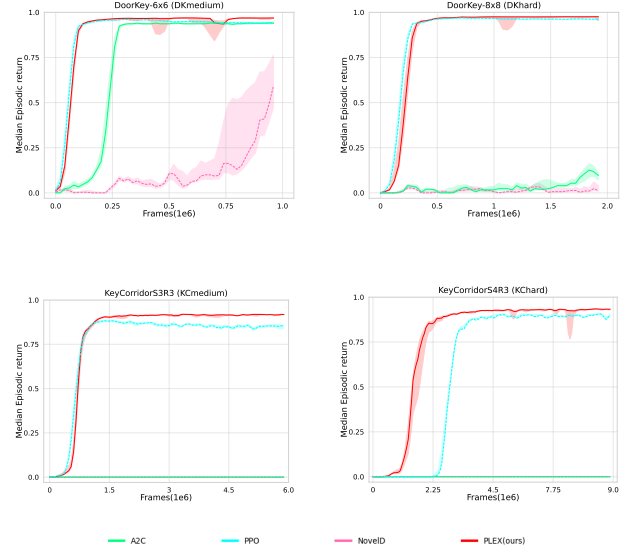 DoorKey-6x6 (DKmedium)
DoorKey-8x8 (DKhard)
Median Episodic return
1.0
0.75
0.5
0.25
0.0
0.0
0.25
0.5
0.75
1.0
Frames(1e6)
Median Episodic return
1.00
0.75
0.5
0.25
0.0
0.0
0.5
1.0
1.5
2.0
Frames(1e6)
KeyCorridorS3R3 (KCmedium)
KeyCorridorS4R3 (KChard)
Median Episodic return
1.0
0.75
0.5
0.25
0.0
0.0
1.5
3.0
4.5
6.0
Frames(1e6)
Median Episodic return
1.0
0.75
0.5
0.25
0.0
0.0
2.25
4.5
6.75
9.0
Frames(1e6)
A2C
PPO
NovelD
PLEX(ours)